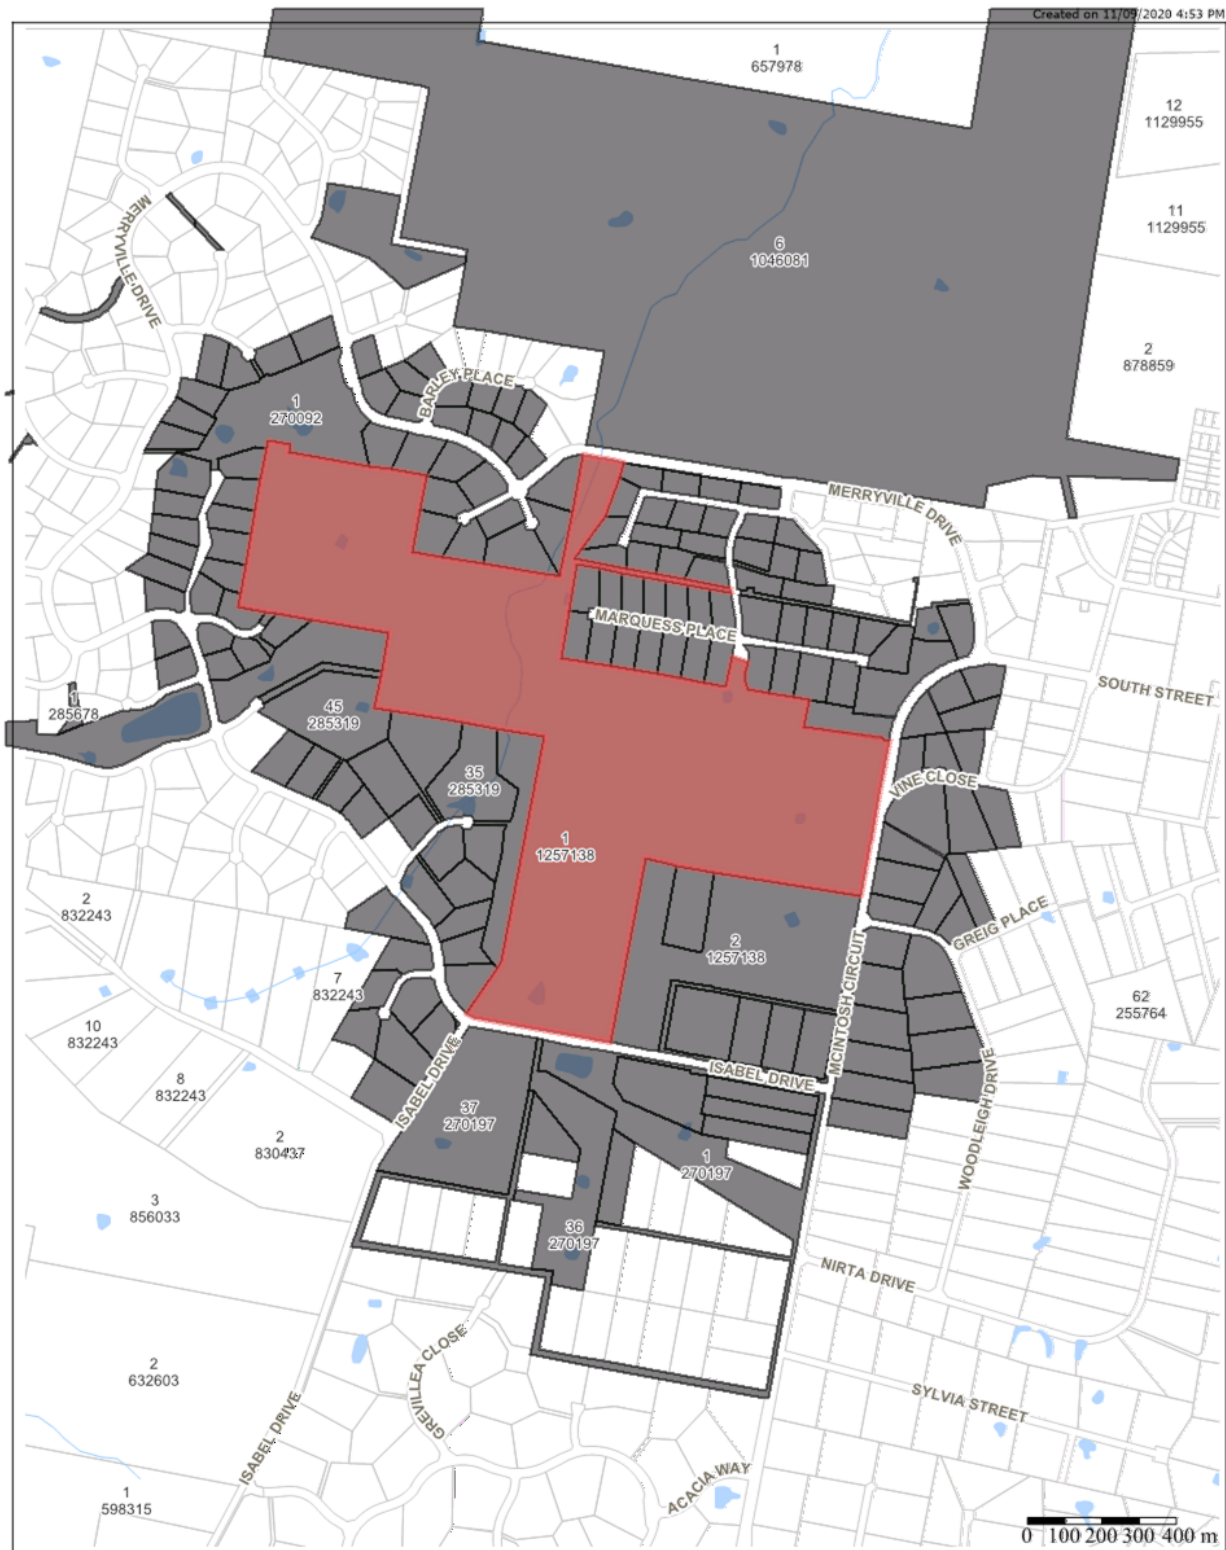 Created on 11/09/2020 4:53 PM
1
657978
12
1129955
11
1129955
6
1046081
MERRYVILLE DRIVE
2
878859
BARLEY PLACE
1
270092
MERRYVILLE DRIVE
MARQUESS PLACE
SOUTH STREET
1
285678
45
285319
35
285319
VINE CLOSE
1
1257138
2
832243
GREIG PLACE
2
1257138
7
832243
MCINTOSH CIRCUIT
62
255764
10
832243
8
832243
ISABEL DRIVE
ISABEL DRIVE
WOODLEIGH DRIVE
37
270197
2
830437
1
270197
3
856033
36
270197
NIRTA DRIVE
2
632603
GREVILLEA CLOSE
SYLVIA STREET
ISABEL DRIVE
ACACIA WAY
1
598315
0 100 200 300 400 m